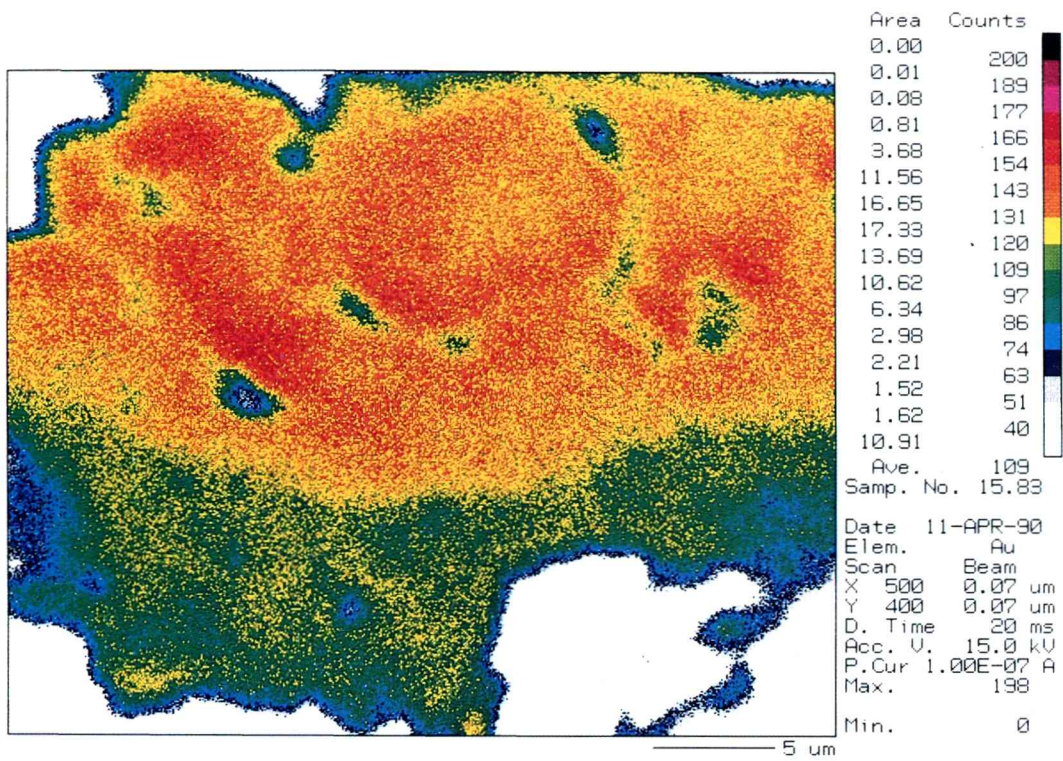 Area Counts
0.00
200
0.01
189
0.08
177
0.81
166
3.68
154
11.56
143
16.65
131
17.33
120
13.69
109
10.62
97
6.34
86
2.98
74
2.21
63
1.52
51
1.62
40
10.91
Ave. 109
Samp. No. 15.83
Date 11-APR-90
Elem. Au
Scan Beam
X 500 0.07 um
Y 400 0.07 um
D. Time 20 ms
Acc. V. 15.0 kV
P.Cur 1.00E-07 A
Max. 198
Min. 0
5 um